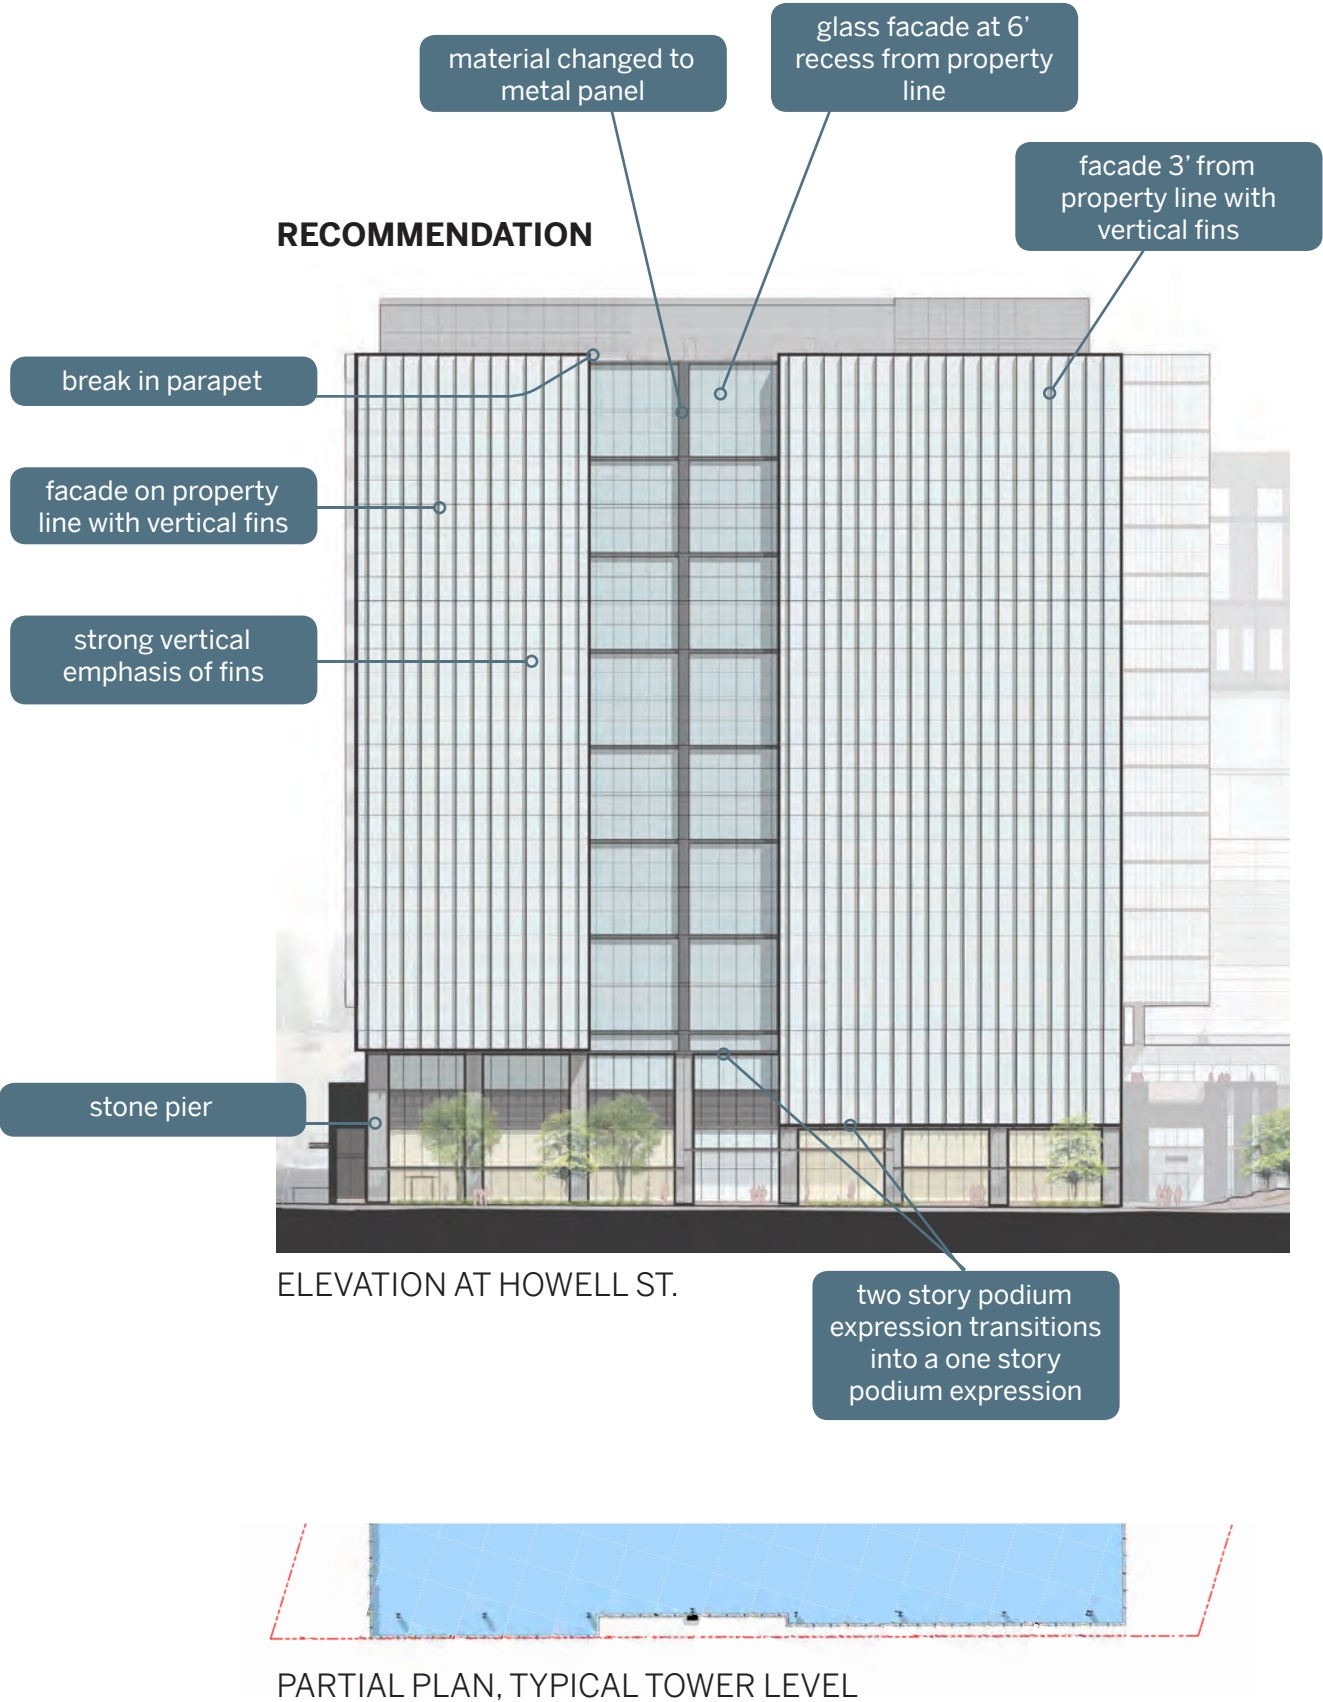 material changed to
metal panel
glass facade at 6’
recess from property
line
facade 3’ from
property line with
vertical fins
RECOMMENDATION
break in parapet
facade on property
line with vertical fins
strong vertical
emphasis of fins
stone pier
ELEVATION AT HOWELL ST.
two story podium
expression transitions
into a one story
podium expression
PARTIAL PLAN, TYPICAL TOWER LEVEL